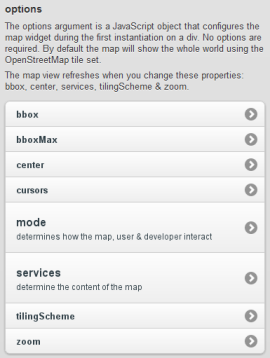 options
The options argument is a JavaScript object that configures the
map widget during the first instantiation on a div. No options are
required. By default the map will show the whole world using the
OpenStreetMap tile set.
The map view refreshes when you change these properties:
bbox, center, services, tilingScheme & zoom.
bbox
bboxMax
center
cursors
mode
determines how the map, user & developer interact
services
determine the content of the map
tilingScheme
zoom